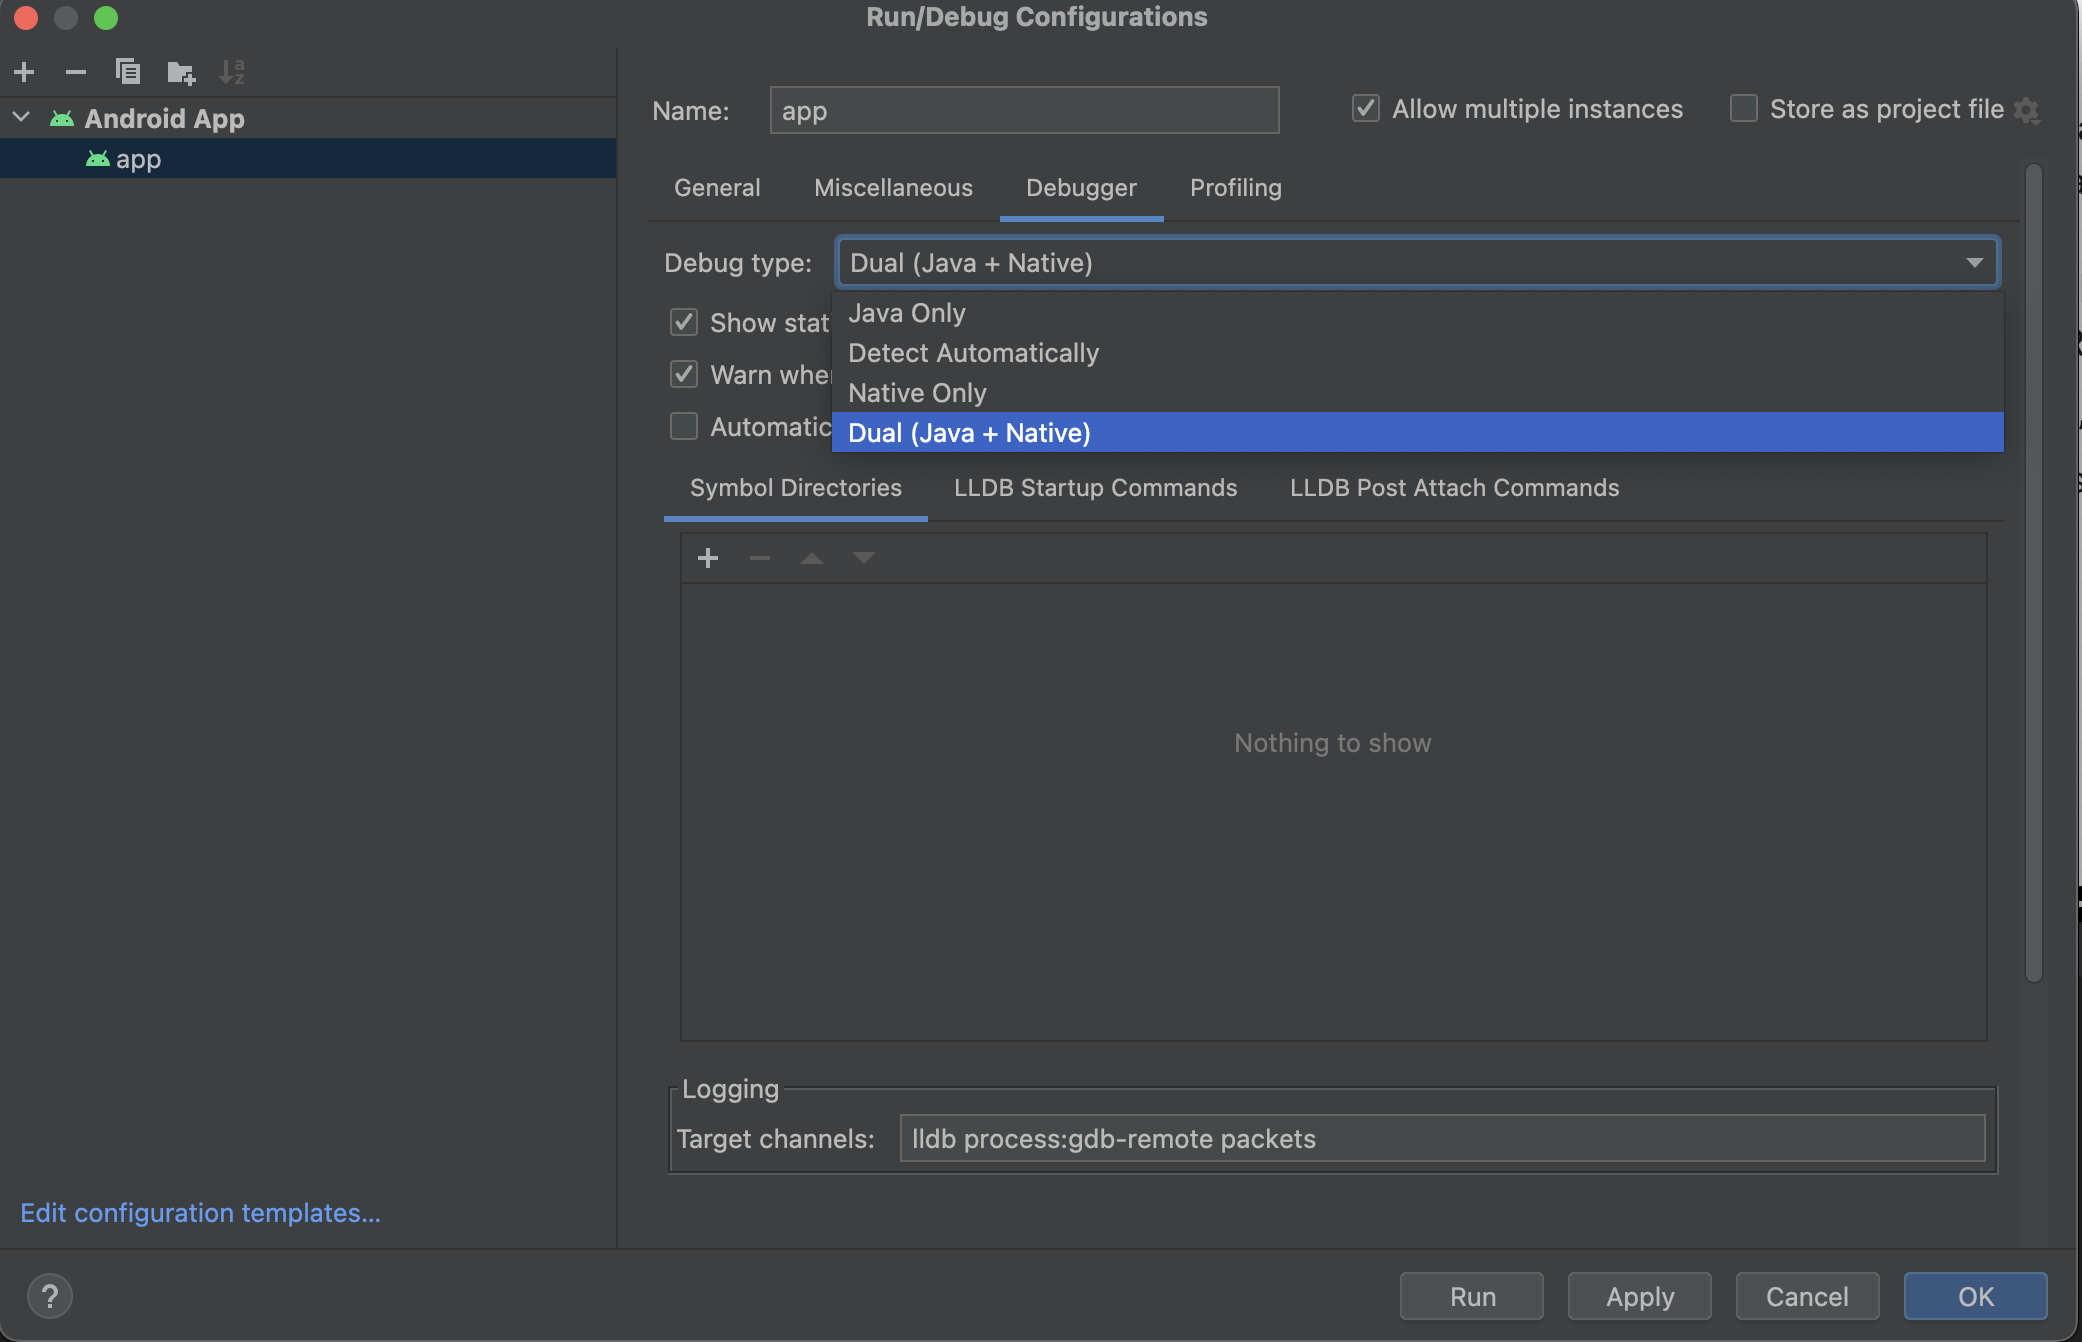 Run/Debug Configurations
Android App
app
Edit configuration templates...
Name:
app
Allow multiple instances
Store as project file
General
Miscellaneous
Debugger
Profiling
Debug type:
Dual (Java + Native)
Java Only
Detect Automatically
Native Only
Dual (Java + Native)
Show
Warn
Symbol Directories
LLDB Startup Commands
LLDB Post Attach Commands
Nothing to show
Logging
Target channels:
lldb process:gdb-remote packets
?
Run
Apply
Cancel
OK